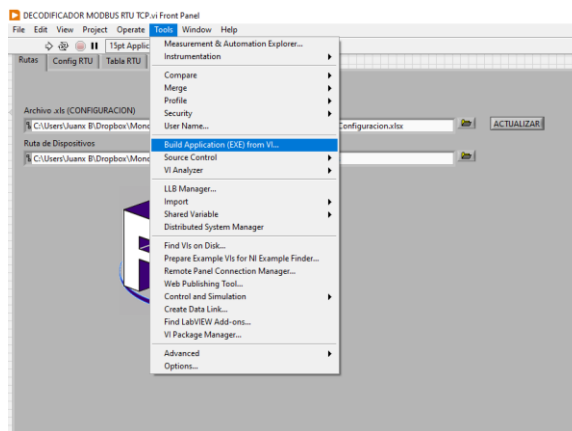 DECODIFICADOR MODBUS RTU TCP.vi Front Panel
File Edit View Project Operate Tools Window Help
15pt Applic
Rutas Config RTU Tabla RTU
Archivo .xls (CONFIGURACION)
C:\Users\Juanx B\Dropbox\Mono
Configuracion.xlsx
ACTUALIZAR
Ruta de Dispositivos
C:\Users\Juanx B\Dropbox\Mono
Measurement & Automation Explorer...
Instrumentation
Compare
Merge
Profile
Security
User Name...
Build Application (EXE) from VI...
Source Control
VI Analyzer
LLB Manager...
Import
Shared Variable
Distributed System Manager
Find VIs on Disk...
Prepare Example VIs for NI Example Finder...
Remote Panel Connection Manager...
Web Publishing Tool...
Control and Simulation
Create Data Link...
Find LabVIEW Add-ons...
VI Package Manager...
Advanced
Options...